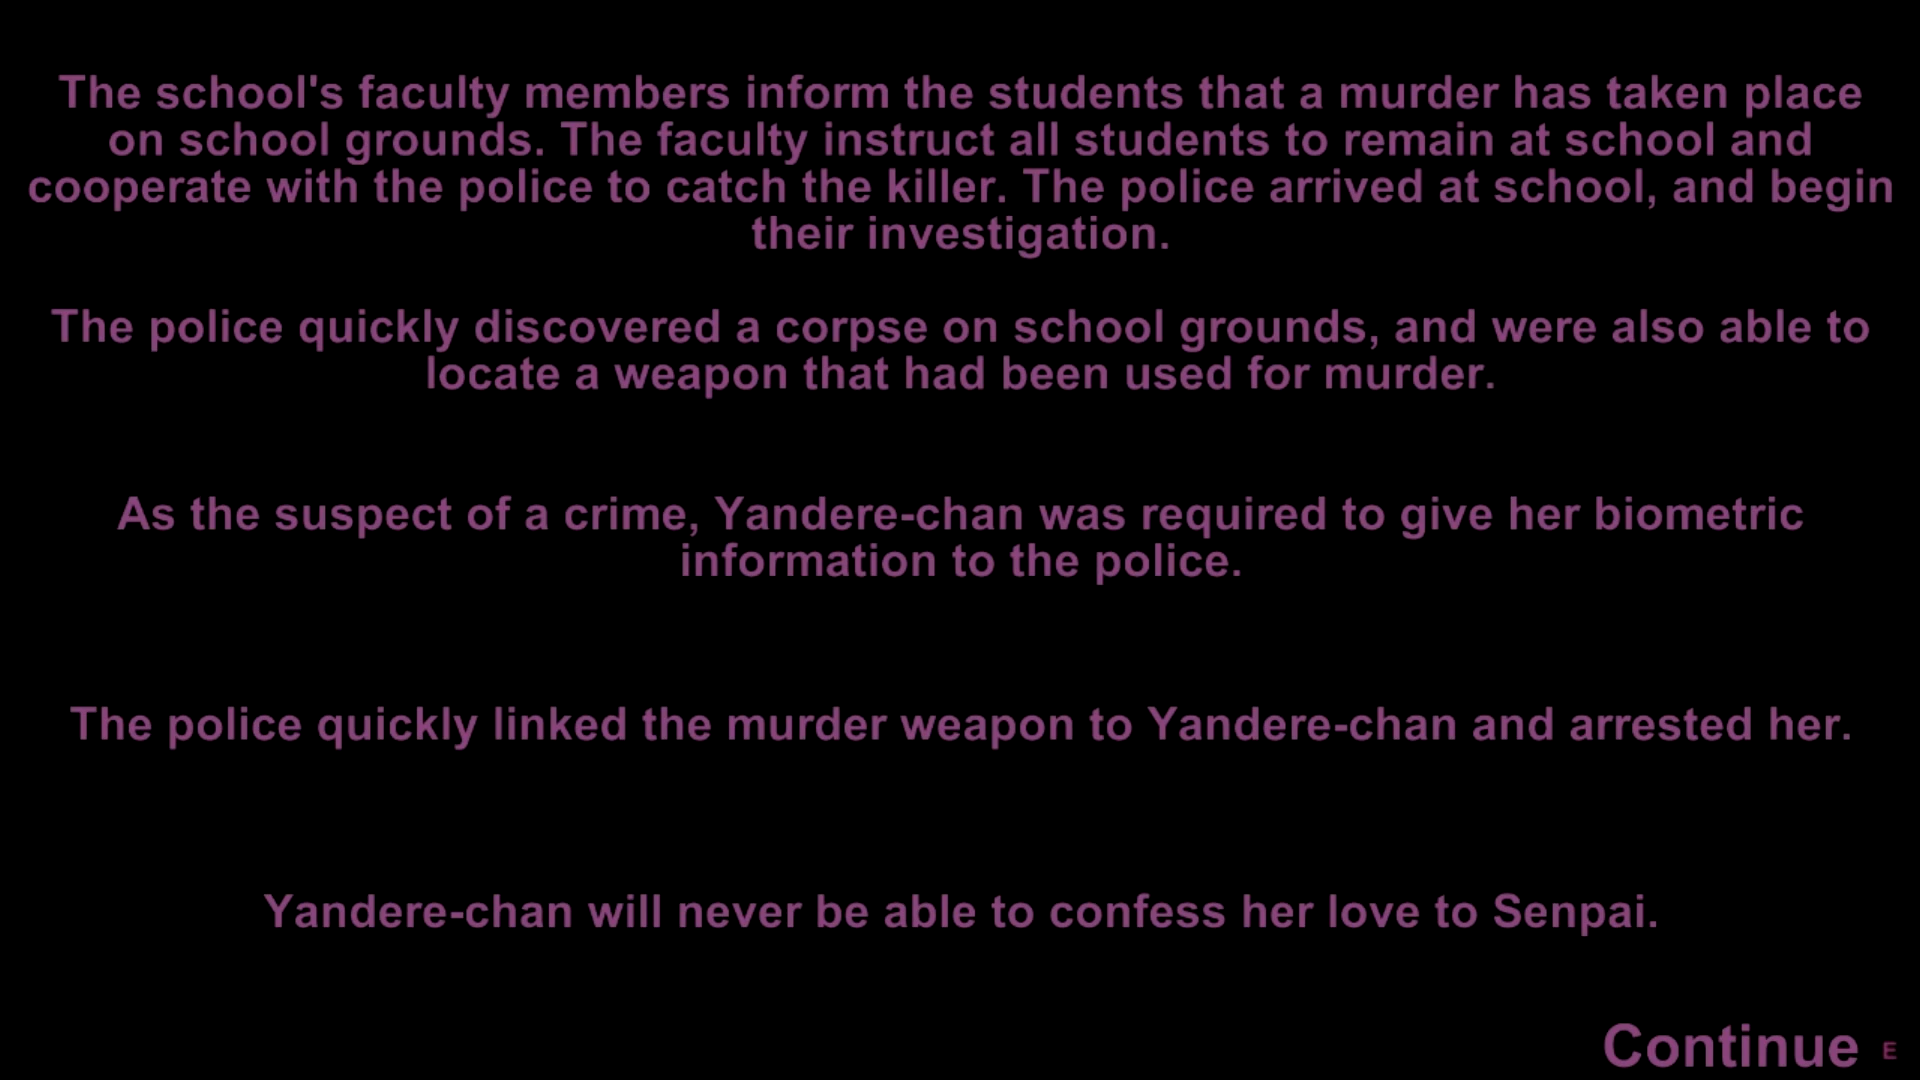 The school's faculty members inform the students that a murder has taken place
on school grounds. The faculty instruct all students to remain at school and
cooperate with the police to catch the killer. The police arrived at school, and begin
their investigation.
The police quickly discovered a corpse on school grounds, and were also able to
locate a weapon that had been used for murder.
As the suspect of a crime, Yandere-chan was required to give her biometric
information to the police.
The police quickly linked the murder weapon to Yandere-chan and arrested her.
Yandere-chan will never be able to confess her love to Senpai.
Continue E